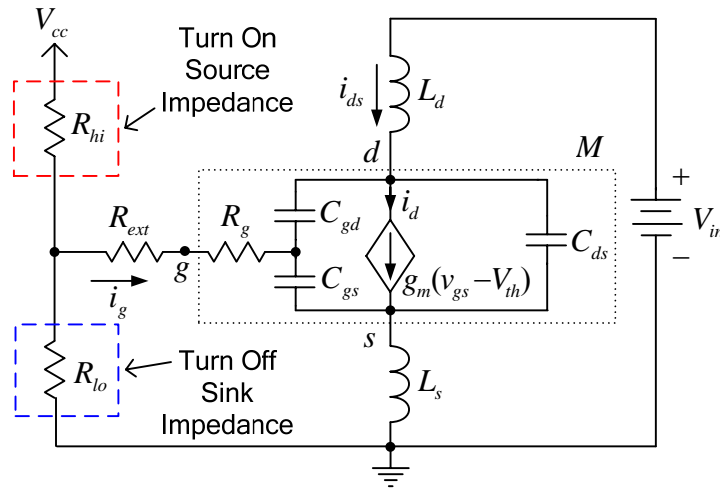 V_cc
Turn On
Source
Impedance
R_hi
i_ds
L_d
d
M
R_ext
R_g
C_gd
i_d
C_ds
+
V_in
−
g
i_g
C_gs
g_m(v_gs −V_th)
s
R_lo
Turn Off
Sink
Impedance
L_s